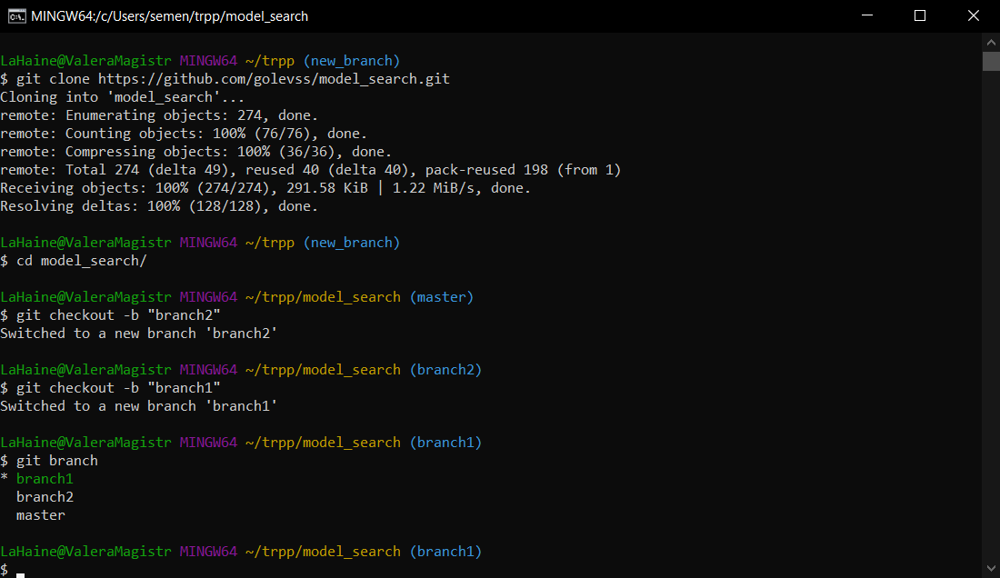 MINGW64:/c/Users/semen/trpp/model_search
LaHaine@ValeraMagistr MINGW64 ~/trpp (new_branch)
$ git clone https://github.com/golevss/model_search.git
Cloning into 'model_search'...
remote: Enumerating objects: 274, done.
remote: Counting objects: 100% (76/76), done.
remote: Compressing objects: 100% (36/36), done.
remote: Total 274 (delta 49), reused 40 (delta 40), pack-reused 198 (from 1)
Receiving objects: 100% (274/274), 291.58 KiB | 1.22 MiB/s, done.
Resolving deltas: 100% (128/128), done.
LaHaine@ValeraMagistr MINGW64 ~/trpp (new_branch)
$ cd model_search/
LaHaine@ValeraMagistr MINGW64 ~/trpp/model_search (master)
$ git checkout -b "branch2"
Switched to a new branch 'branch2'
LaHaine@ValeraMagistr MINGW64 ~/trpp/model_search (branch2)
$ git checkout -b "branch1"
Switched to a new branch 'branch1'
LaHaine@ValeraMagistr MINGW64 ~/trpp/model_search (branch1)
$ git branch
* branch1
  branch2
  master
LaHaine@ValeraMagistr MINGW64 ~/trpp/model_search (branch1)
$